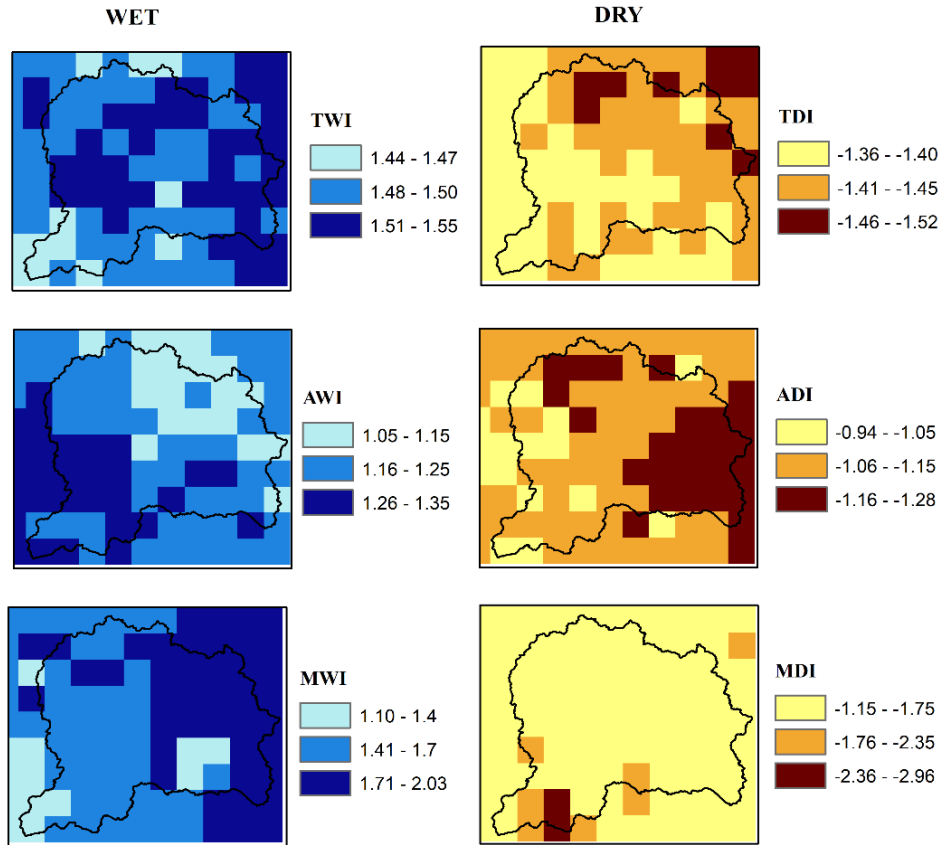 WET
DRY
TWI
1.44 - 1.47
1.48 - 1.50
1.51 - 1.55
TDI
-1.36 - -1.40
-1.41 - -1.45
-1.46 - -1.52
AWI
1.05 - 1.15
1.16 - 1.25
1.26 - 1.35
ADI
-0.94 - -1.05
-1.06 - -1.15
-1.16 - -1.28
MWI
1.10 - 1.4
1.41 - 1.7
1.71 - 2.03
MDI
-1.15 - -1.75
-1.76 - -2.35
-2.36 - -2.96